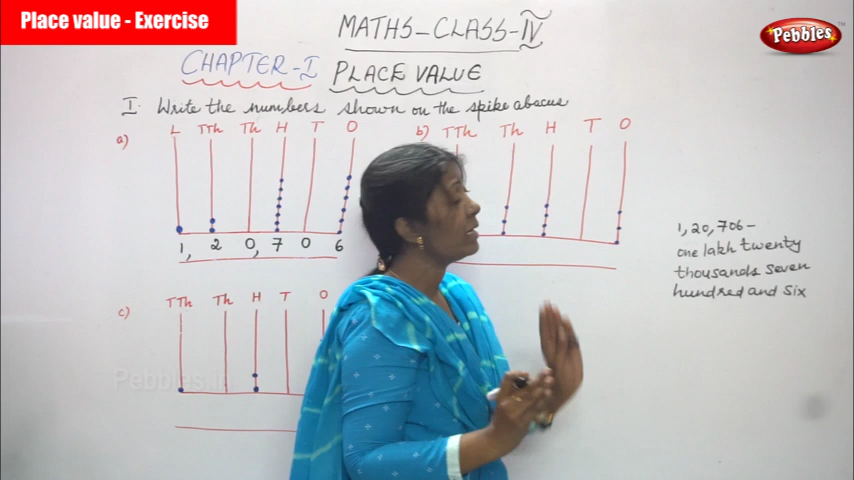 Place value - Exercise
Pebbles
TM
MATHS-CLASS-IV
CHAPTER-I PLACE VALUE
I. Write the numbers shown on the spike abacus
a) L TTh Th H T O
b) TTh Th H T O
1, 2 0, 7 0 6
1,20,706-
one lakh twenty
thousands seven
hundred and six
c) TTh Th H T O
Pebbles.in